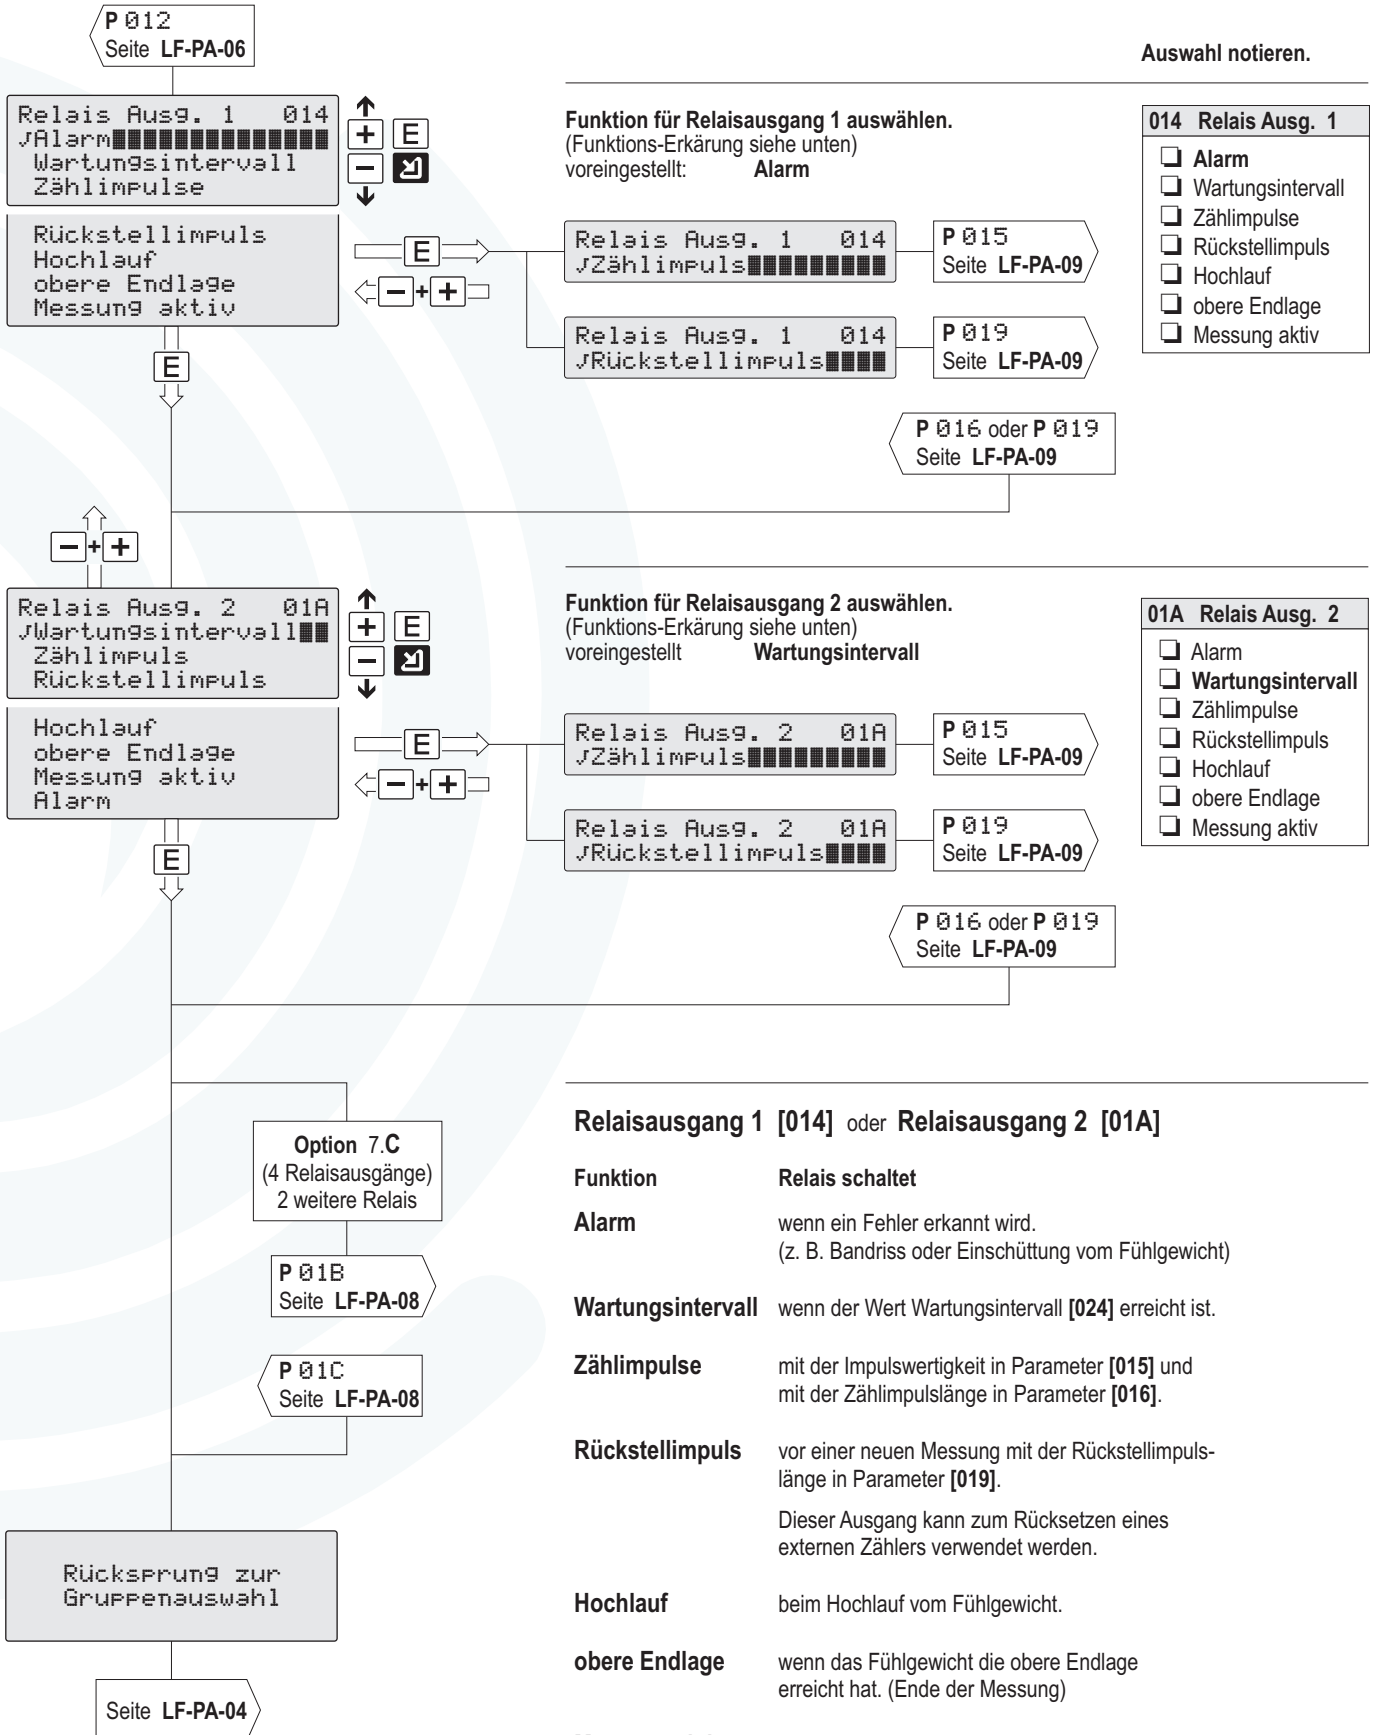 P 012
Seite LF-PA-06
Auswahl notieren.
Relais Ausg. 1 014
Alarm
Wartungsintervall
Zählimpulse
Rückstellimpuls
Hochlauf
obere Endlage
Messung aktiv
+ E
−
E
− + +
E
Funktion für Relaisausgang 1 auswählen.
(Funktions-Erkärung siehe unten)
voreingestellt: Alarm
Relais Ausg. 1 014
Zählimpuls
P 015
Seite LF-PA-09
Relais Ausg. 1 014
Rückstellimpuls
P 019
Seite LF-PA-09
014 Relais Ausg. 1
Alarm
Wartungsintervall
Zählimpulse
Rückstellimpuls
Hochlauf
obere Endlage
Messung aktiv
P 016 oder P 019
Seite LF-PA-09
− + +
Relais Ausg. 2 01A
Wartungsintervall
Zählimpuls
Rückstellimpuls
Hochlauf
obere Endlage
Messung aktiv
Alarm
+ E
−
E
− + +
E
Funktion für Relaisausgang 2 auswählen.
(Funktions-Erkärung siehe unten)
voreingestellt Wartungsintervall
Relais Ausg. 2 01A
Zählimpuls
P 015
Seite LF-PA-09
Relais Ausg. 2 01A
Rückstellimpuls
P 019
Seite LF-PA-09
01A Relais Ausg. 2
Alarm
Wartungsintervall
Zählimpulse
Rückstellimpuls
Hochlauf
obere Endlage
Messung aktiv
P 016 oder P 019
Seite LF-PA-09
Option 7.C
(4 Relaisausgänge)
2 weitere Relais
P 01B
Seite LF-PA-08
P 01C
Seite LF-PA-08
Rücksprung zur
Gruppenauswahl
Seite LF-PA-04
Relaisausgang 1 [014] oder Relaisausgang 2 [01A]
Funktion Relais schaltet
Alarm wenn ein Fehler erkannt wird.
(z. B. Bandriss oder Einschüttung vom Fühlgewicht)
Wartungsintervall wenn der Wert Wartungsintervall [024] erreicht ist.
Zählimpulse mit der Impulswertigkeit in Parameter [015] und
mit der Zählimpulslänge in Parameter [016].
Rückstellimpuls vor einer neuen Messung mit der Rückstellimpuls-
länge in Parameter [019].
Dieser Ausgang kann zum Rücksetzen eines
externen Zählers verwendet werden.
Hochlauf beim Hochlauf vom Fühlgewicht.
obere Endlage wenn das Fühlgewicht die obere Endlage
erreicht hat. (Ende der Messung)